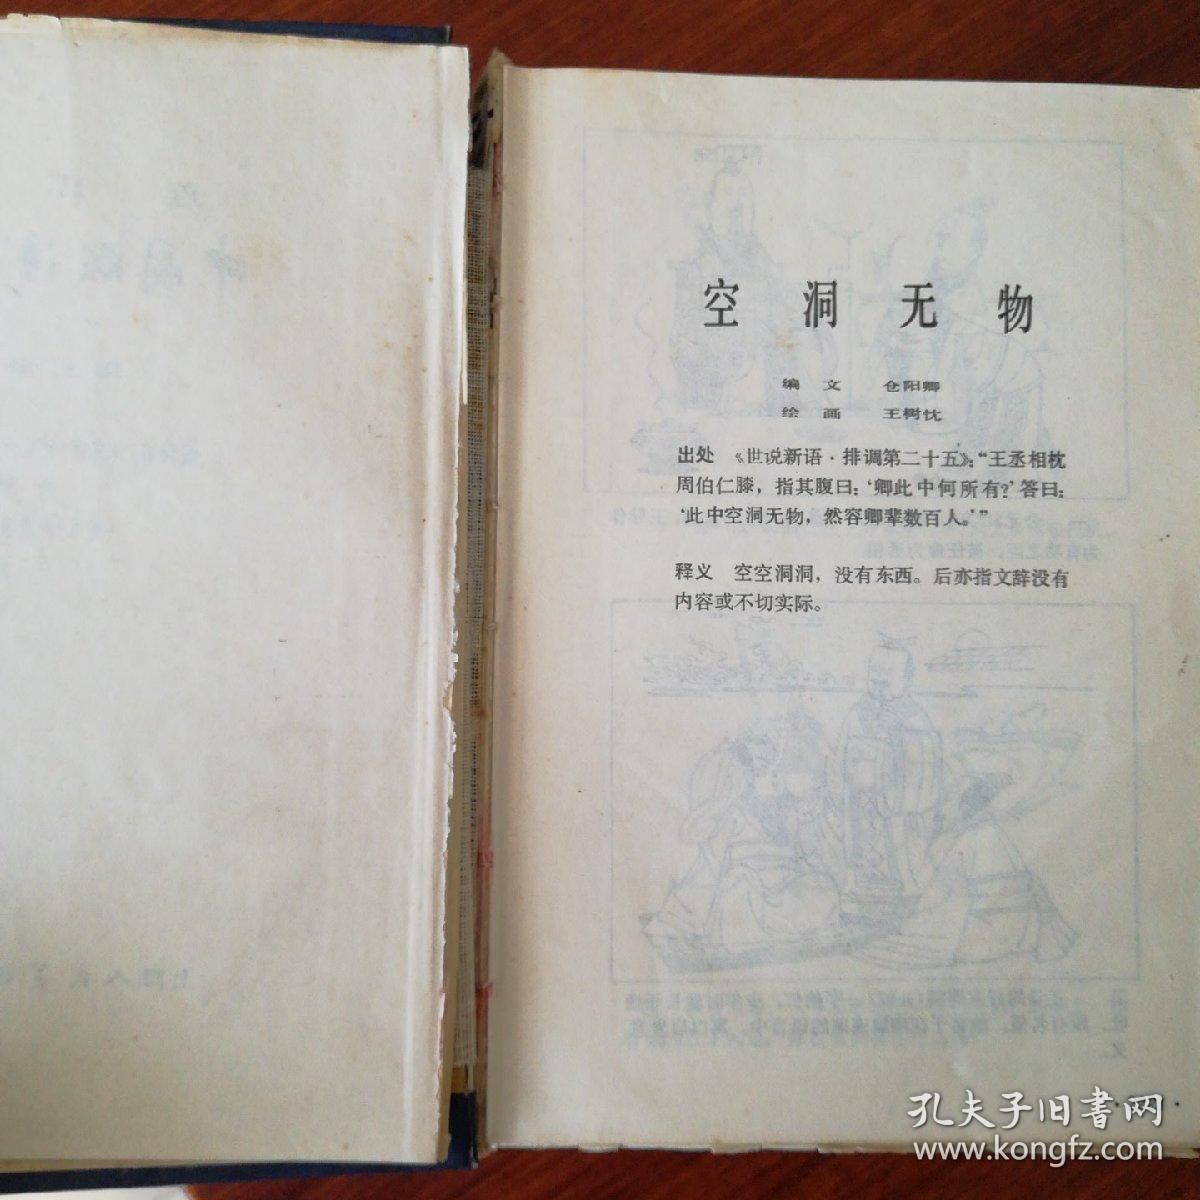 空洞无物
编文 仓阳卿
绘画 王树忱
出处 《世说新语·排调第二十五》：“王丞相枕
周伯仁膝，指其腹曰：‘卿此中何所有？’答曰：
‘此中空洞无物，然容卿辈数百人。’”
释义 空空洞洞，没有东西。后亦指文辞没有
内容或不切实际。
孔夫子旧书网
www.kongfz.com